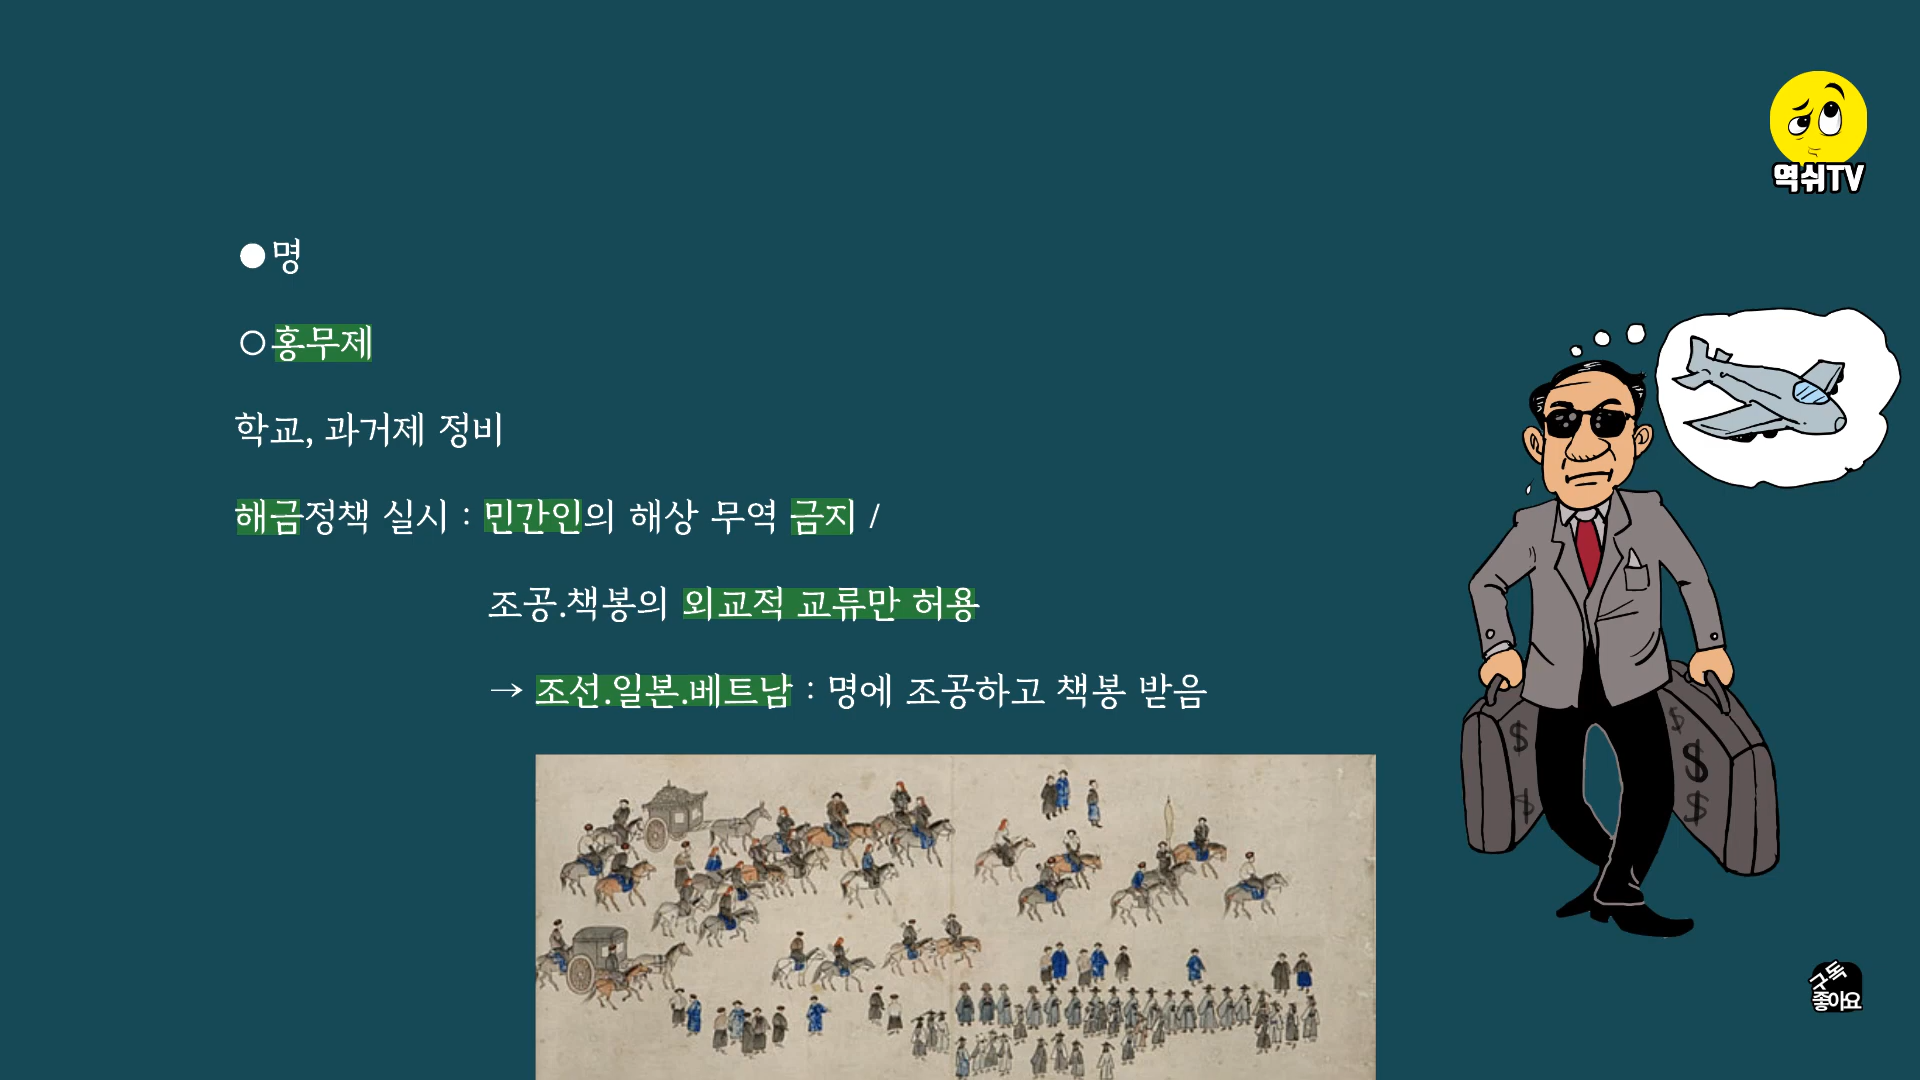 역쉬TV
●명
○홍무제
학교, 과거제 정비
해금정책 실시 : 민간인의 해상 무역 금지 /
조공.책봉의 외교적 교류만 허용
→ 조선.일본.베트남 : 명에 조공하고 책봉 받음
$ $
$
$ $
구독
좋아요